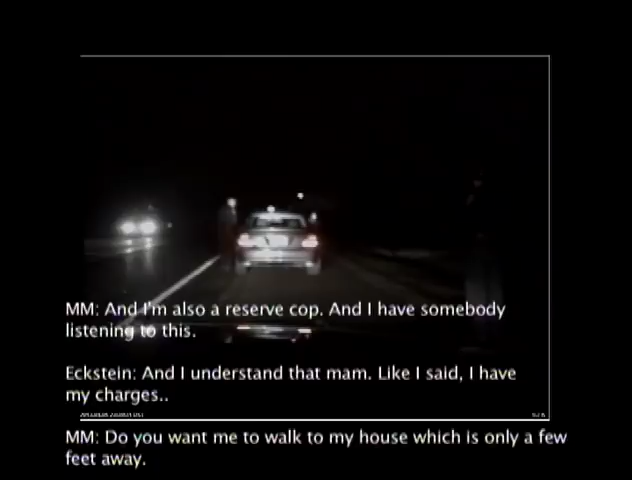 MM: And I'm also a reserve cop. And I have somebody
listening to this.
Eckstein: And I understand that mam. Like I said, I have
my charges..
MM: Do you want me to walk to my house which is only a few
feet away.